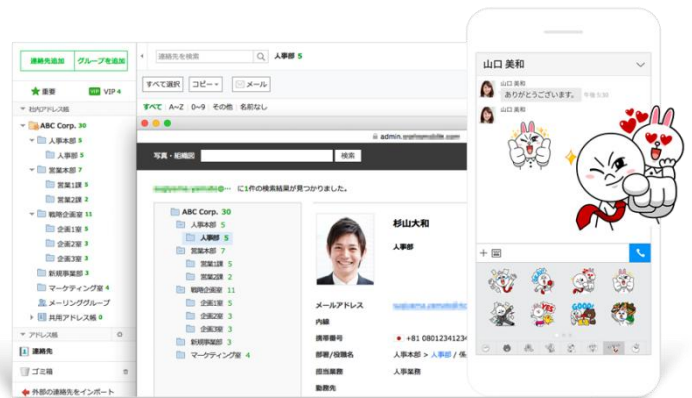 連絡先追加 グループを追加
重要 VIP 4
社内アドレス帳
ABC Corp. 30
人事本部 5
人事部 5
営業本部 7
営業1課 5
営業2課 2
戦略企画室 11
企画1室 3
企画2室 3
企画3室 3
新規事業部 3
マーケティング室 4
メーリンググループ
共用アドレス帳 0
アドレス帳
連絡先
ゴミ箱
外部の連絡先をインポート
連絡先を検索 人事部 5
すべて選択 コピー メール
すべて A~Z 0~9 その他 名前なし
admin.
写真・組織図 検索
に1件の検索結果が見つかりました。
ABC Corp. 30
人事本部 5
人事部 5
営業本部 7
営業1課 5
営業2課 2
戦略企画室 11
企画1室 3
企画2室 3
企画3室 3
新規事業部 3
マーケティング室 4
杉山大和
人事部
メールアドレス
内線
携帯番号 +81 08012341234
部署/役職名 人事本部 > 人事部 / 係
担当業務 人事業務
勤務先
山口 美和
山口 美和
ありがとうございます。 午後 5:30
山口 美和
YES
GOOD